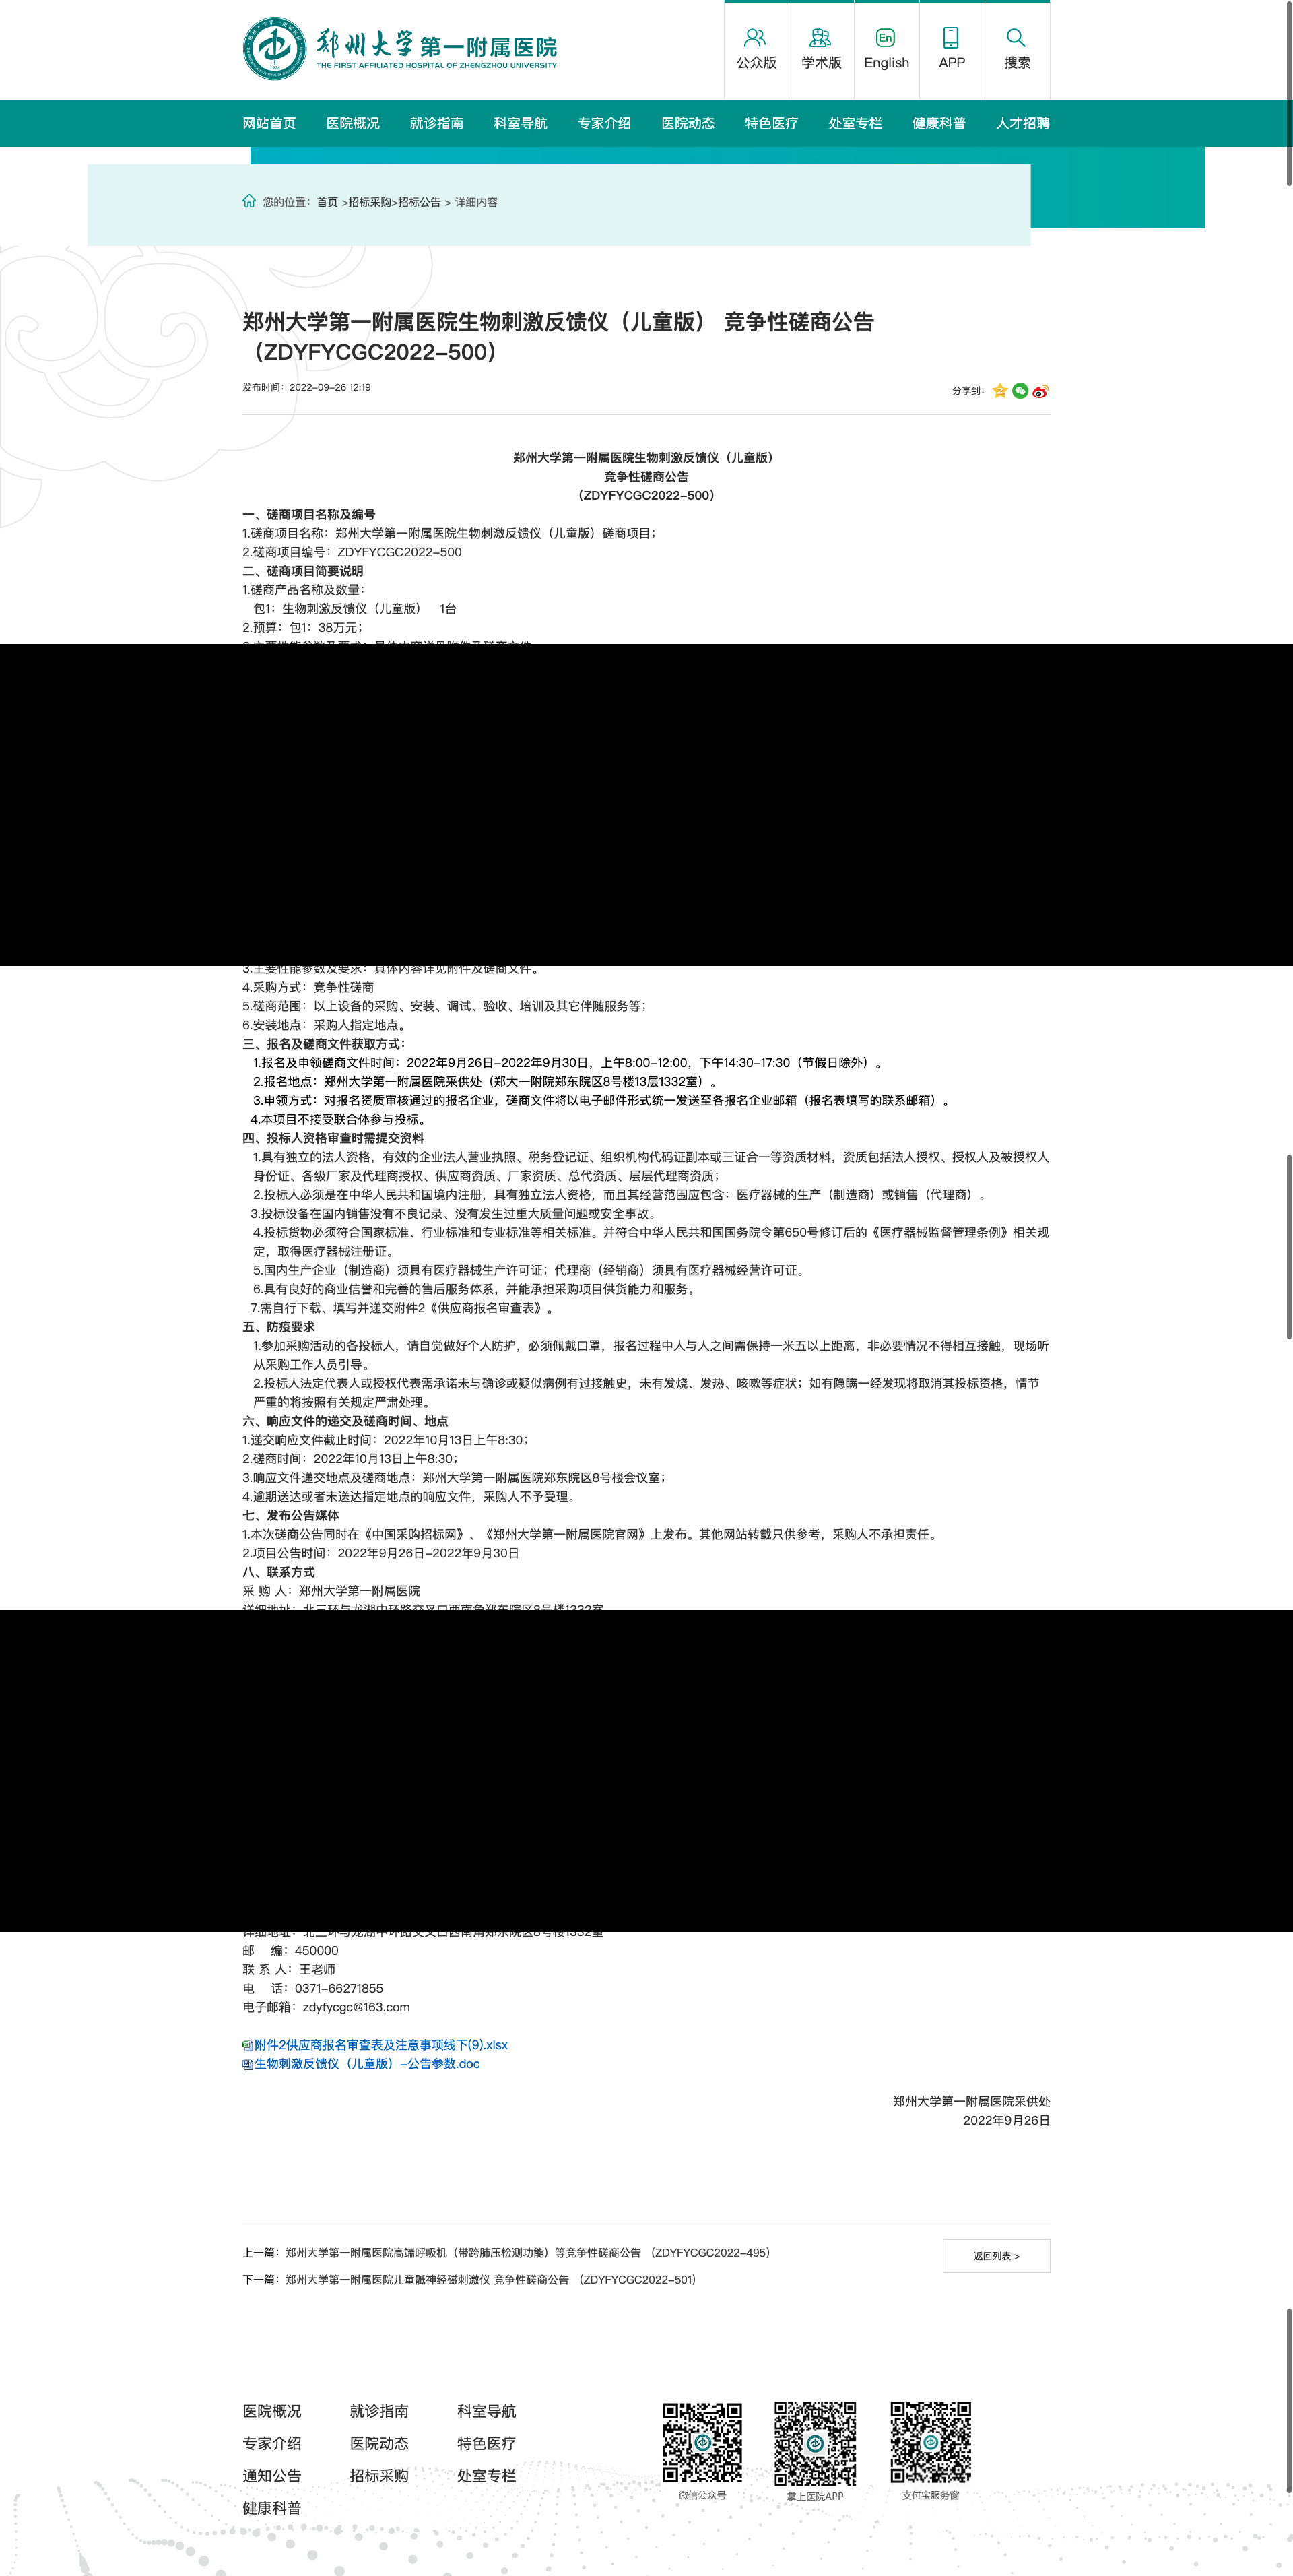 郑州大学第一附属医院
THE FIRST AFFILIATED HOSPITAL OF ZHENGZHOU UNIVERSITY
公众版 学术版 English APP 搜索
网站首页 医院概况 就诊指南 科室导航 专家介绍 医院动态 特色医疗 处室专栏 健康科普 人才招聘
您的位置：首页 >招标采购>招标公告 > 详细内容
郑州大学第一附属医院生物刺激反馈仪（儿童版） 竞争性磋商公告
（ZDYFYCGC2022-500）
发布时间：2022-09-26 12:19
分享到：
郑州大学第一附属医院生物刺激反馈仪（儿童版）
竞争性磋商公告
（ZDYFYCGC2022-500）
一、磋商项目名称及编号
1.磋商项目名称：郑州大学第一附属医院生物刺激反馈仪（儿童版）磋商项目；
2.磋商项目编号：ZDYFYCGC2022-500
二、磋商项目简要说明
1.磋商产品名称及数量：
包1：生物刺激反馈仪（儿童版） 1台
2.预算：包1：38万元；
3.主要性能参数及要求：具体内容详见附件及磋商文件。
4.采购方式：竞争性磋商
5.磋商范围：以上设备的采购、安装、调试、验收、培训及其它伴随服务等；
6.安装地点：采购人指定地点。
三、报名及磋商文件获取方式：
1.报名及申领磋商文件时间：2022年9月26日-2022年9月30日，上午8:00-12:00，下午14:30-17:30（节假日除外）。
2.报名地点：郑州大学第一附属医院采供处（郑大一附院郑东院区8号楼13层1332室）。
3.申领方式：对报名资质审核通过的报名企业，磋商文件将以电子邮件形式统一发送至各报名企业邮箱（报名表填写的联系邮箱）。
4.本项目不接受联合体参与投标。
四、投标人资格审查时需提交资料
1.具有独立的法人资格，有效的企业法人营业执照、税务登记证、组织机构代码证副本或三证合一等资质材料，资质包括法人授权、授权人及被授权人
身份证、各级厂家及代理商授权、供应商资质、厂家资质、总代资质、层层代理商资质；
2.投标人必须是在中华人民共和国境内注册，具有独立法人资格，而且其经营范围应包含：医疗器械的生产（制造商）或销售（代理商）。
3.投标设备在国内销售没有不良记录、没有发生过重大质量问题或安全事故。
4.投标货物必须符合国家标准、行业标准和专业标准等相关标准。并符合中华人民共和国国务院令第650号修订后的《医疗器械监督管理条例》相关规
定，取得医疗器械注册证。
5.国内生产企业（制造商）须具有医疗器械生产许可证；代理商（经销商）须具有医疗器械经营许可证。
6.具有良好的商业信誉和完善的售后服务体系，并能承担采购项目供货能力和服务。
7.需自行下载、填写并递交附件2《供应商报名审查表》。
五、防疫要求
1.参加采购活动的各投标人，请自觉做好个人防护，必须佩戴口罩，报名过程中人与人之间需保持一米五以上距离，非必要情况不得相互接触，现场听
从采购工作人员引导。
2.投标人法定代表人或授权代表需承诺未与确诊或疑似病例有过接触史，未有发烧、发热、咳嗽等症状；如有隐瞒一经发现将取消其投标资格，情节
严重的将按照有关规定严肃处理。
六、响应文件的递交及磋商时间、地点
1.递交响应文件截止时间：2022年10月13日上午8:30；
2.磋商时间：2022年10月13日上午8:30；
3.响应文件递交地点及磋商地点：郑州大学第一附属医院郑东院区8号楼会议室；
4.逾期送达或者未送达指定地点的响应文件，采购人不予受理。
七、发布公告媒体
1.本次磋商公告同时在《中国采购招标网》、《郑州大学第一附属医院官网》上发布。其他网站转载只供参考，采购人不承担责任。
2.项目公告时间：2022年9月26日-2022年9月30日
八、联系方式
采 购 人：郑州大学第一附属医院
详细地址：北三环与龙湖中环路交叉口西南角郑东院区8号楼1332室
邮 编：450000
联 系 人：王老师
电 话：0371-66271855
电子邮箱：zdyfycgc@163.com
附件2供应商报名审查表及注意事项线下(9).xlsx
生物刺激反馈仪（儿童版）-公告参数.doc
郑州大学第一附属医院采供处
2022年9月26日
上一篇：郑州大学第一附属医院高端呼吸机（带跨肺压检测功能）等竞争性磋商公告 （ZDYFYCGC2022-495）
返回列表 >
下一篇：郑州大学第一附属医院儿童骶神经磁刺激仪 竞争性磋商公告 （ZDYFYCGC2022-501）
医院概况 就诊指南 科室导航
专家介绍 医院动态 特色医疗
通知公告 招标采购 处室专栏
健康科普
微信公众号 掌上医院APP 支付宝服务窗